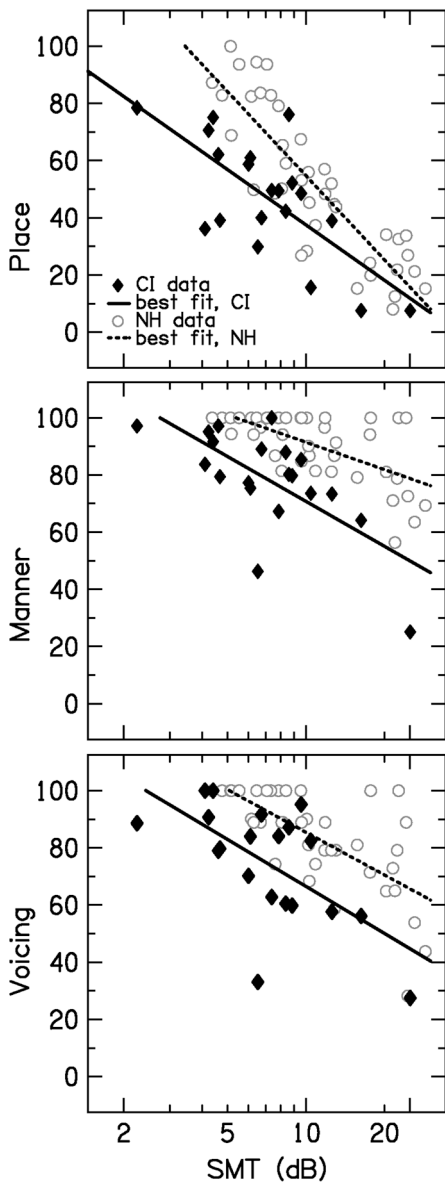 100
80
60
40
20
0
Place
CI data
best fit, CI
NH data
best fit, NH
100
80
60
40
20
0
Manner
100
80
60
40
20
0
Voicing
2 5 10 20
SMT (dB)